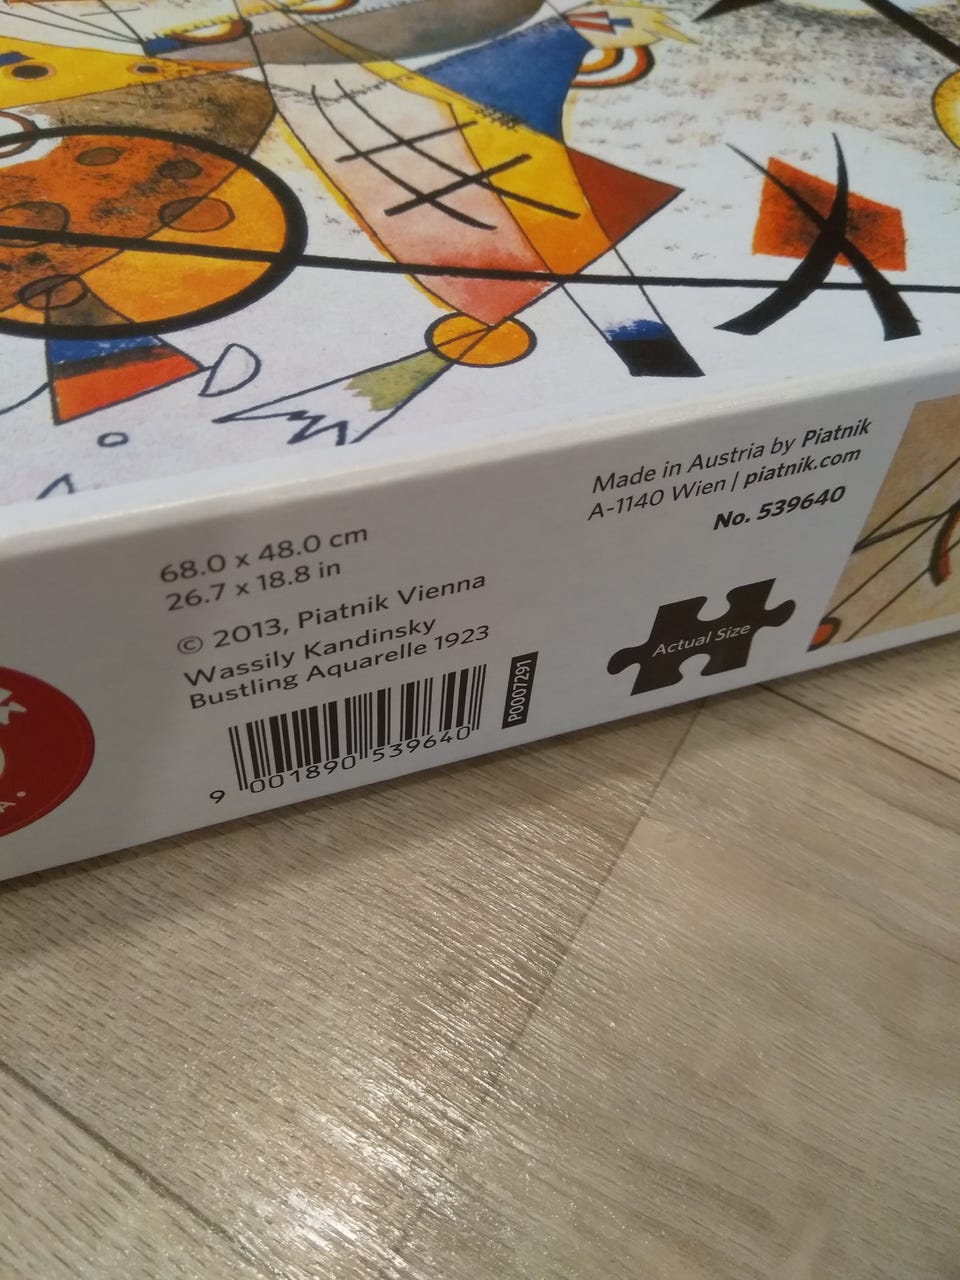 68.0 x 48.0 cm
26.7 x 18.8 in
© 2013, Piatnik Vienna
Wassily Kandinsky
Bustling Aquarelle 1923
9 001890 539640
P0007291
Made in Austria by Piatnik
A-1140 Wien | piatnik.com
No. 539640
Actual Size